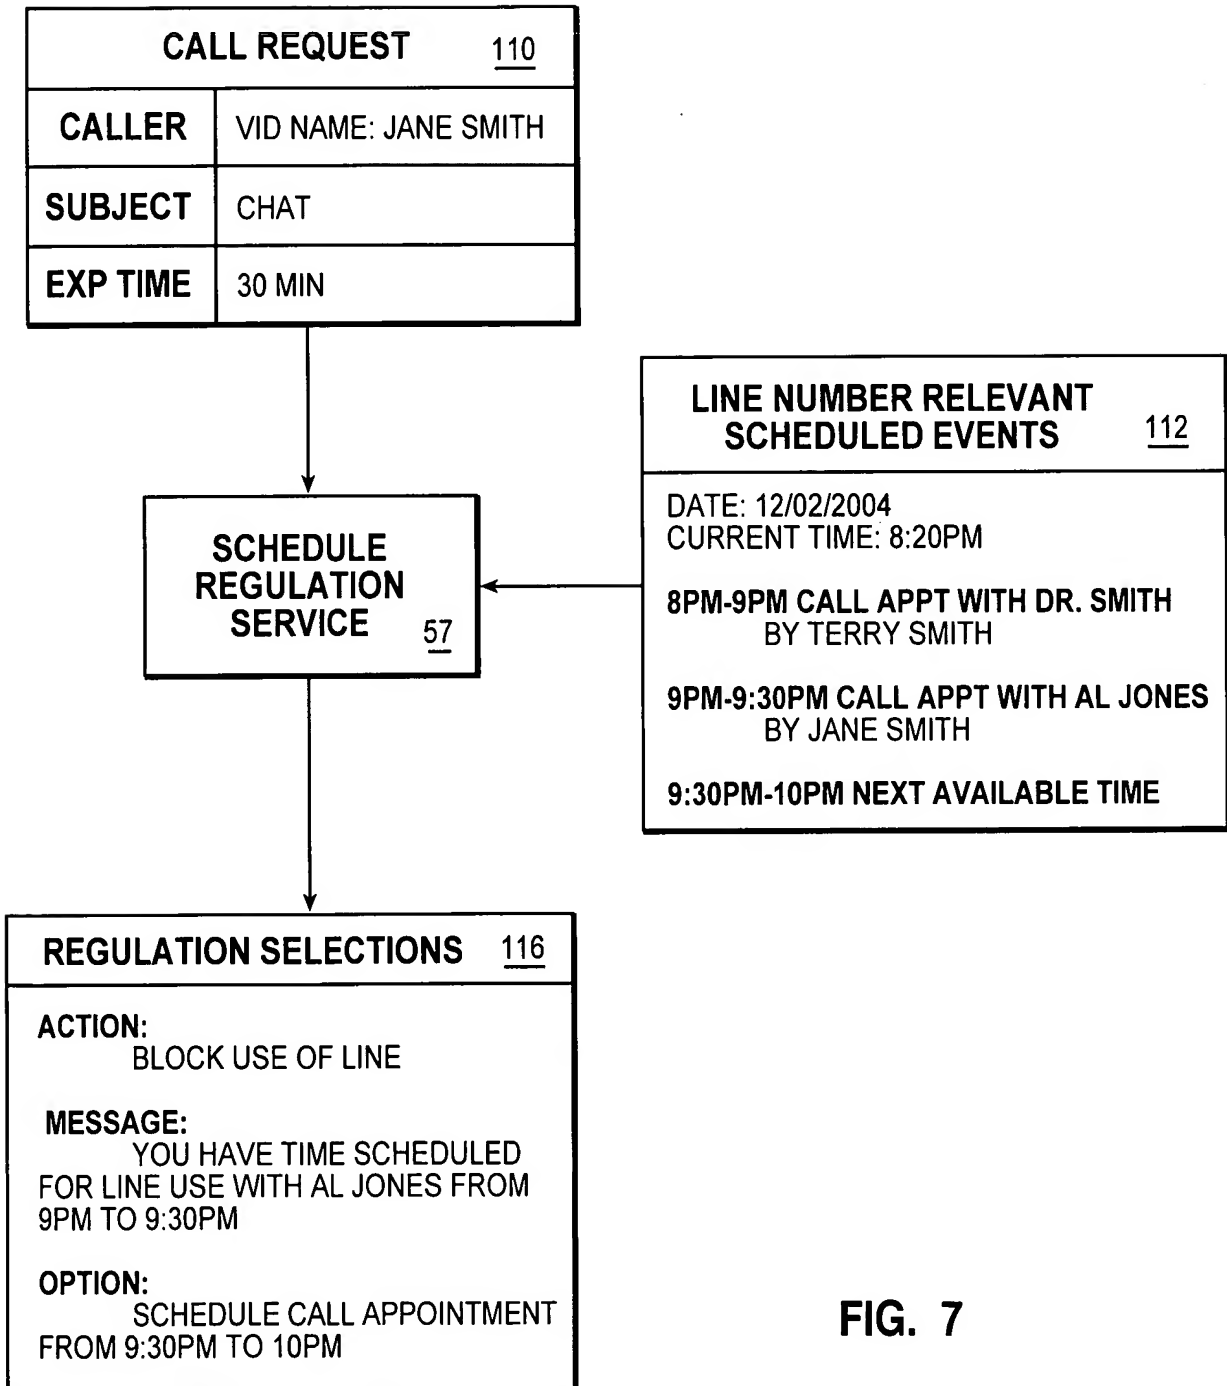 CALL REQUEST 110
CALLER VID NAME: JANE SMITH
SUBJECT CHAT
EXP TIME 30 MIN
LINE NUMBER RELEVANT
SCHEDULED EVENTS 112
DATE: 12/02/2004
CURRENT TIME: 8:20PM
8PM-9PM CALL APPT WITH DR. SMITH
BY TERRY SMITH
9PM-9:30PM CALL APPT WITH AL JONES
BY JANE SMITH
9:30PM-10PM NEXT AVAILABLE TIME
SCHEDULE
REGULATION
SERVICE 57
REGULATION SELECTIONS 116
ACTION:
BLOCK USE OF LINE
MESSAGE:
YOU HAVE TIME SCHEDULED
FOR LINE USE WITH AL JONES FROM
9PM TO 9:30PM
OPTION:
SCHEDULE CALL APPOINTMENT
FROM 9:30PM TO 10PM
FIG. 7